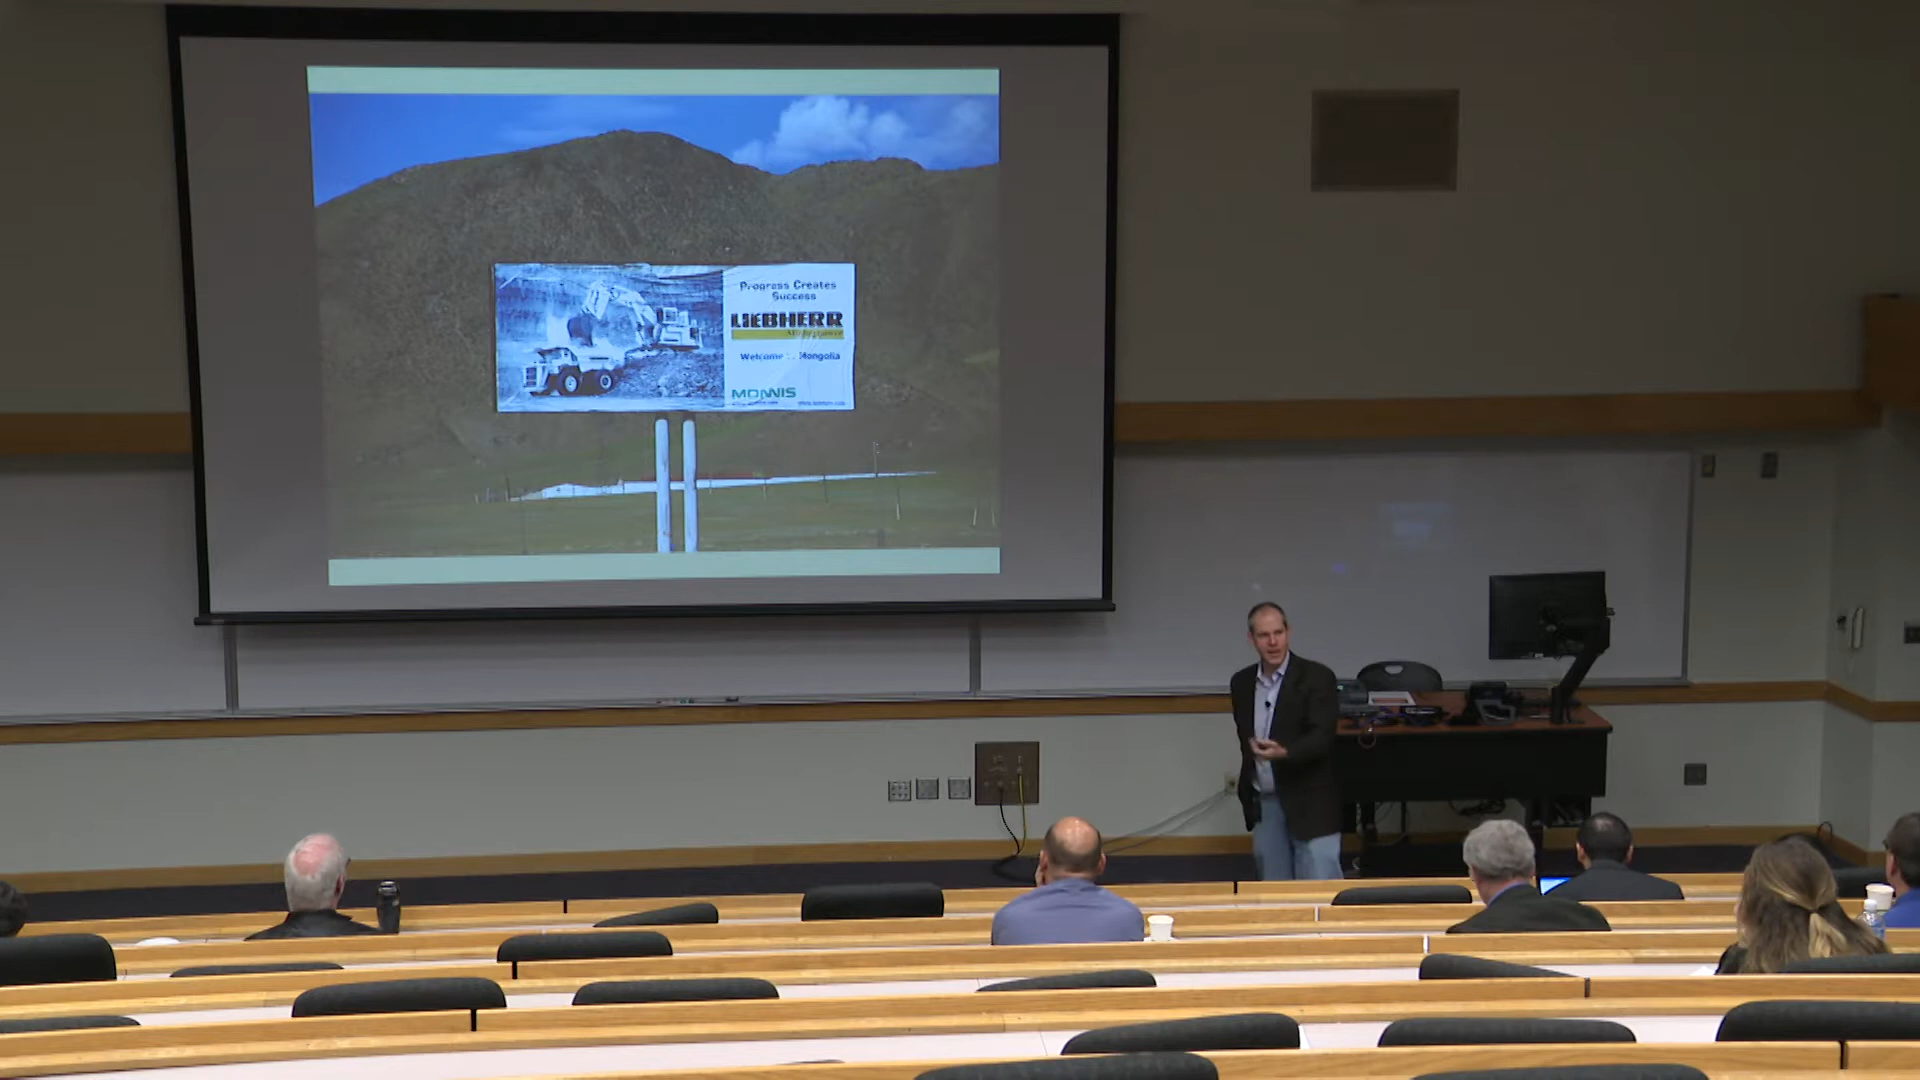 Progress Creates
Success
LIEBHERR
Welcome
Mongolia
MONNIS